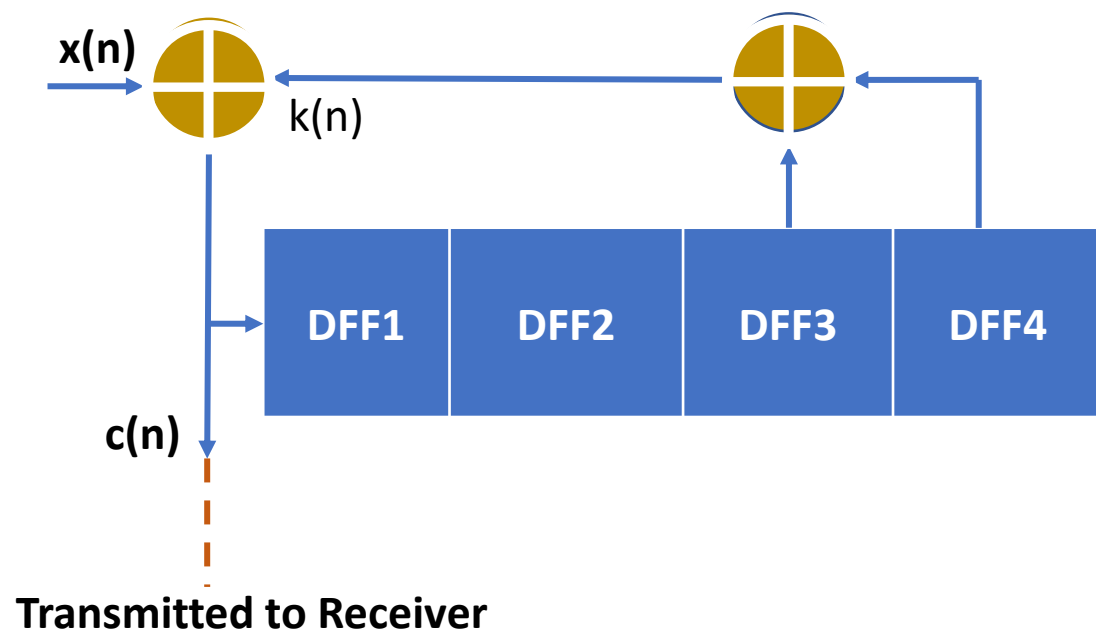 x(n)
k(n)
DFF1 DFF2 DFF3 DFF4
c(n)
Transmitted to Receiver